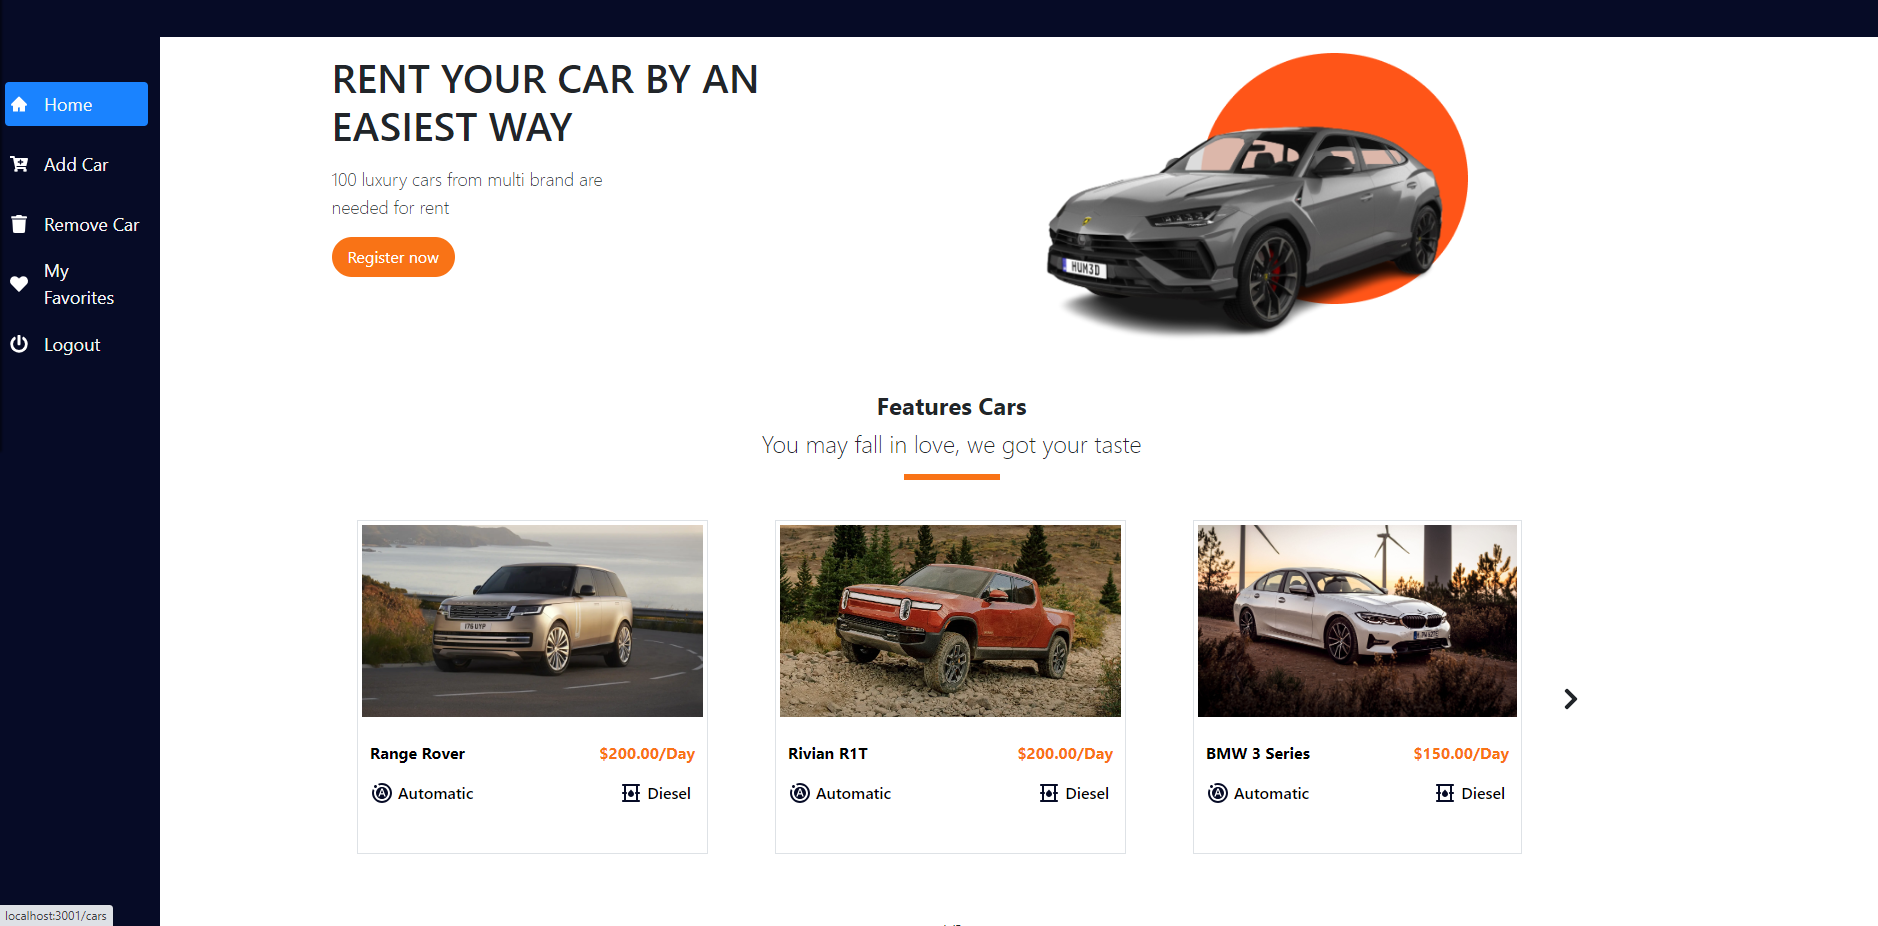 Home
Add Car
Remove Car
My
Favorites
Logout
RENT YOUR CAR BY AN
EASIEST WAY
100 luxury cars from multi brand are
needed for rent
Register now
HUM3D
Features Cars
You may fall in love, we got your taste
Range Rover $200.00/Day
Automatic Diesel
Rivian R1T $200.00/Day
Automatic Diesel
BMW 3 Series $150.00/Day
Automatic Diesel
localhost:3001/cars